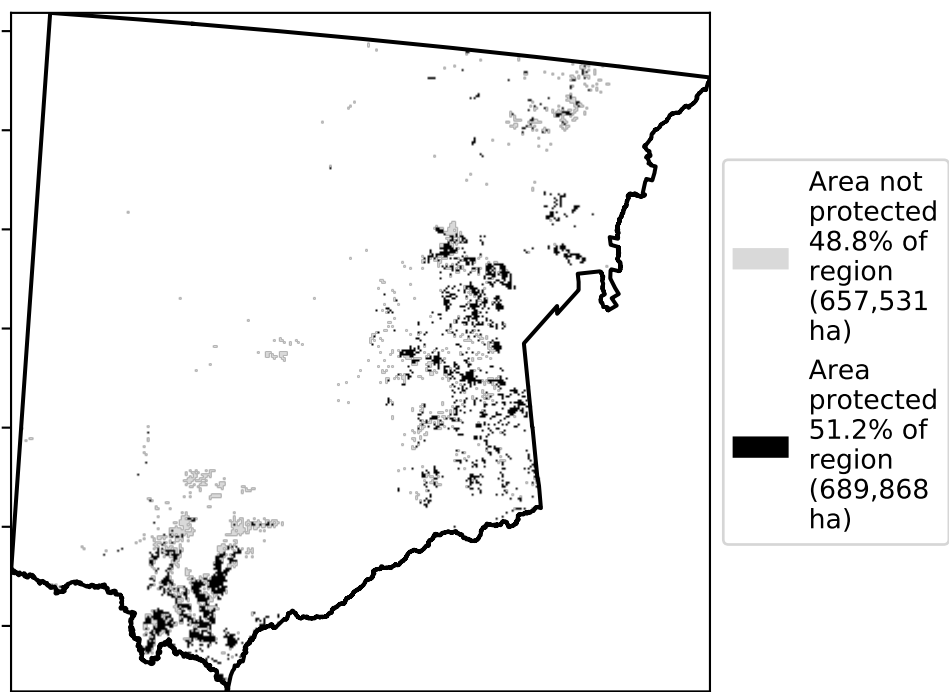 Area not
protected
48.8% of
region
(657,531
ha)
Area
protected
51.2% of
region
(689,868
ha)